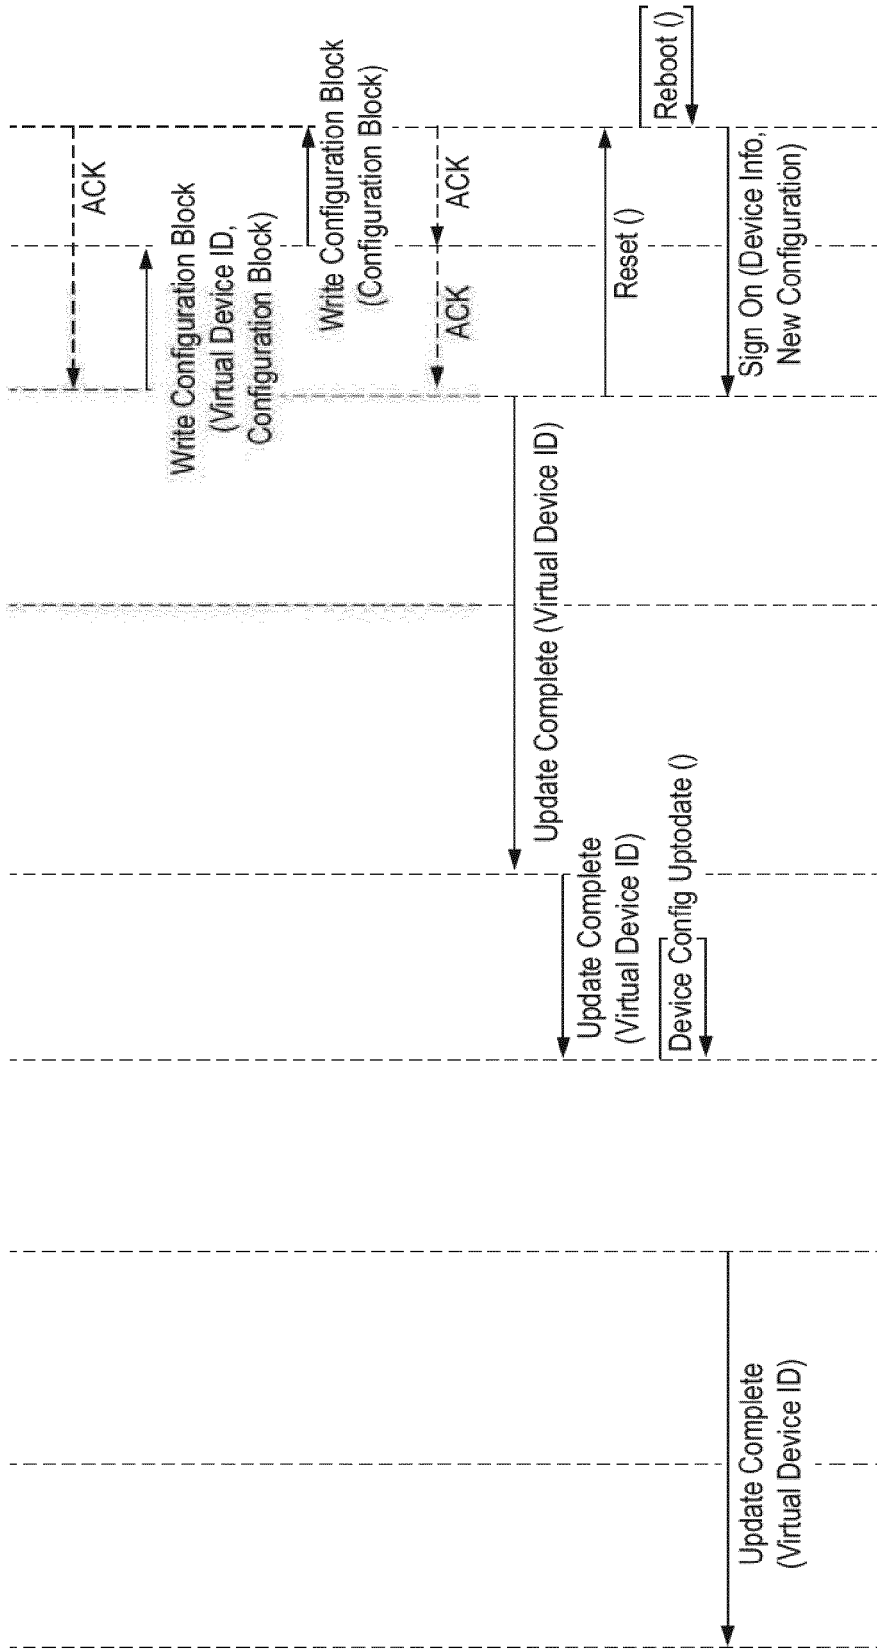 ACK
Write Configuration Block
(Virtual Device ID,
Configuration Block)
Write Configuration Block
(Configuration Block)
ACK
ACK
Update Complete (Virtual Device ID)
Update Complete
(Virtual Device ID)
Reset ()
Reboot ()
Device Config Uptodate ()
Sign On (Device Info,
New Configuration)
Update Complete
(Virtual Device ID)